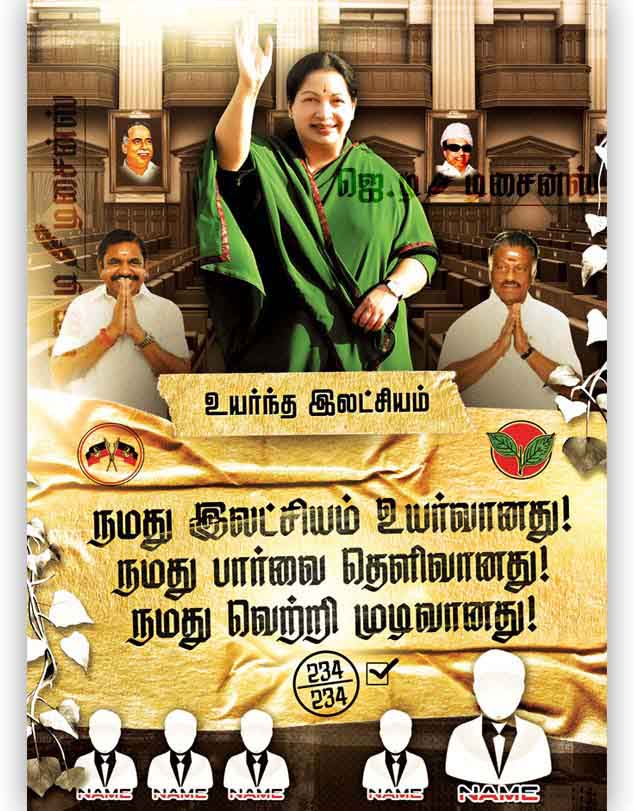 ஜெ.டி டிசைன்ஸ்
உயர்ந்த இலட்சியம்
நமது இலட்சியம் உயர்வானது!
நமது பார்வை தெளிவானது!
நமது வெற்றி முடிவானது!
234
234
NAME
NAME
NAME
NAME
NAME